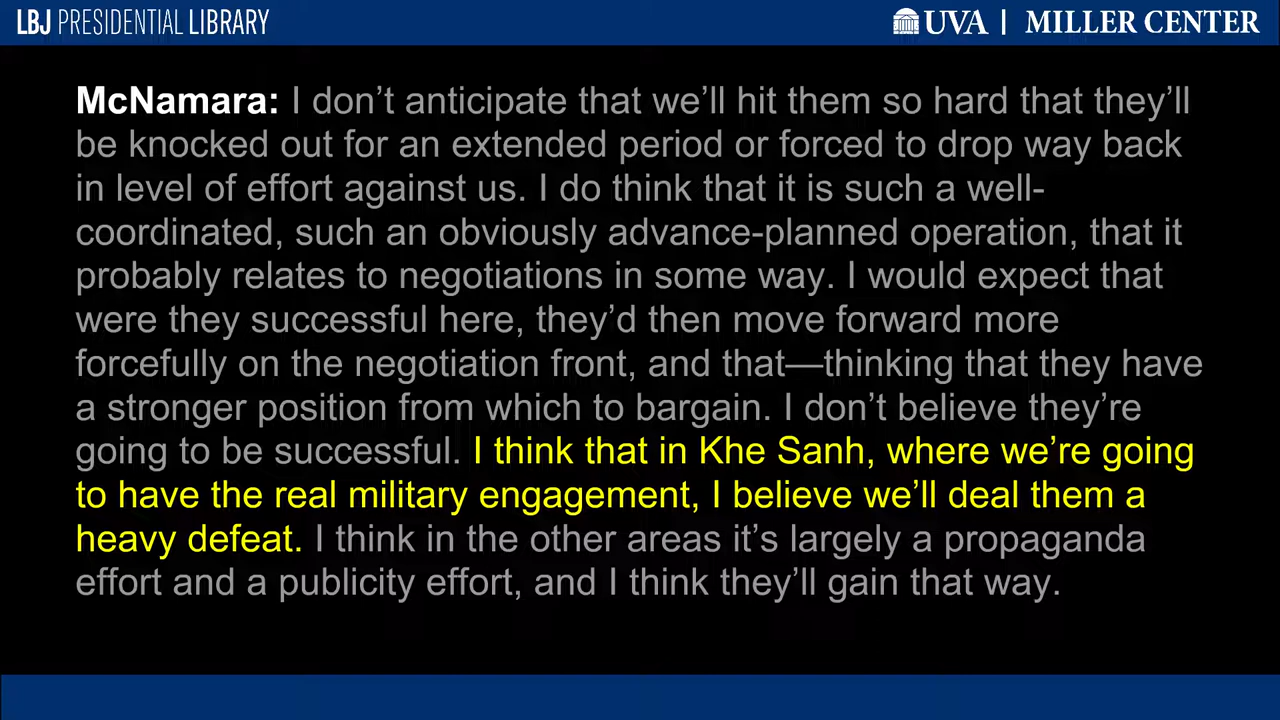 LBJ PRESIDENTIAL LIBRARY
UVA | MILLER CENTER
McNamara: I don’t anticipate that we’ll hit them so hard that they’ll
be knocked out for an extended period or forced to drop way back
in level of effort against us. I do think that it is such a well-
coordinated, such an obviously advance-planned operation, that it
probably relates to negotiations in some way. I would expect that
were they successful here, they’d then move forward more
forcefully on the negotiation front, and that—thinking that they have
a stronger position from which to bargain. I don’t believe they’re
going to be successful. I think that in Khe Sanh, where we’re going
to have the real military engagement, I believe we’ll deal them a
heavy defeat. I think in the other areas it’s largely a propaganda
effort and a publicity effort, and I think they’ll gain that way.